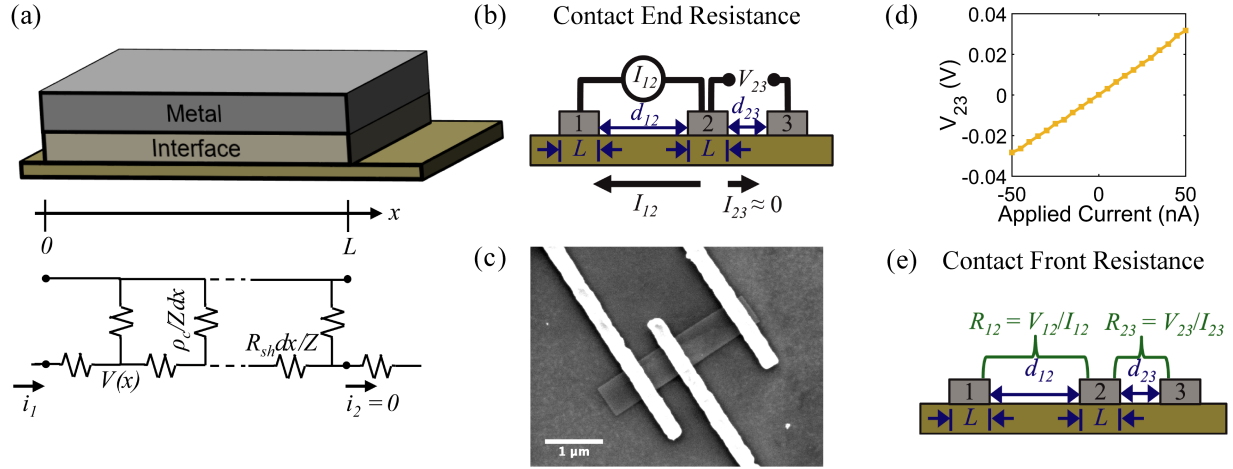 (a)
Metal
Interface
x
0
L
ρc/Zdx
Rshdx/Z
V(x)
i1
i2 = 0
(b) Contact End Resistance
I12
V23
d12
d23
1
2
3
L
L
I12
I23 ≈ 0
(c)
1 µm
(d)
0.04
0.02
0
-0.02
-0.04
V23 (V)
-50
0
50
Applied Current (nA)
(e) Contact Front Resistance
R12 = V12/I12
R23 = V23/I23
d12
d23
1
2
3
L
L